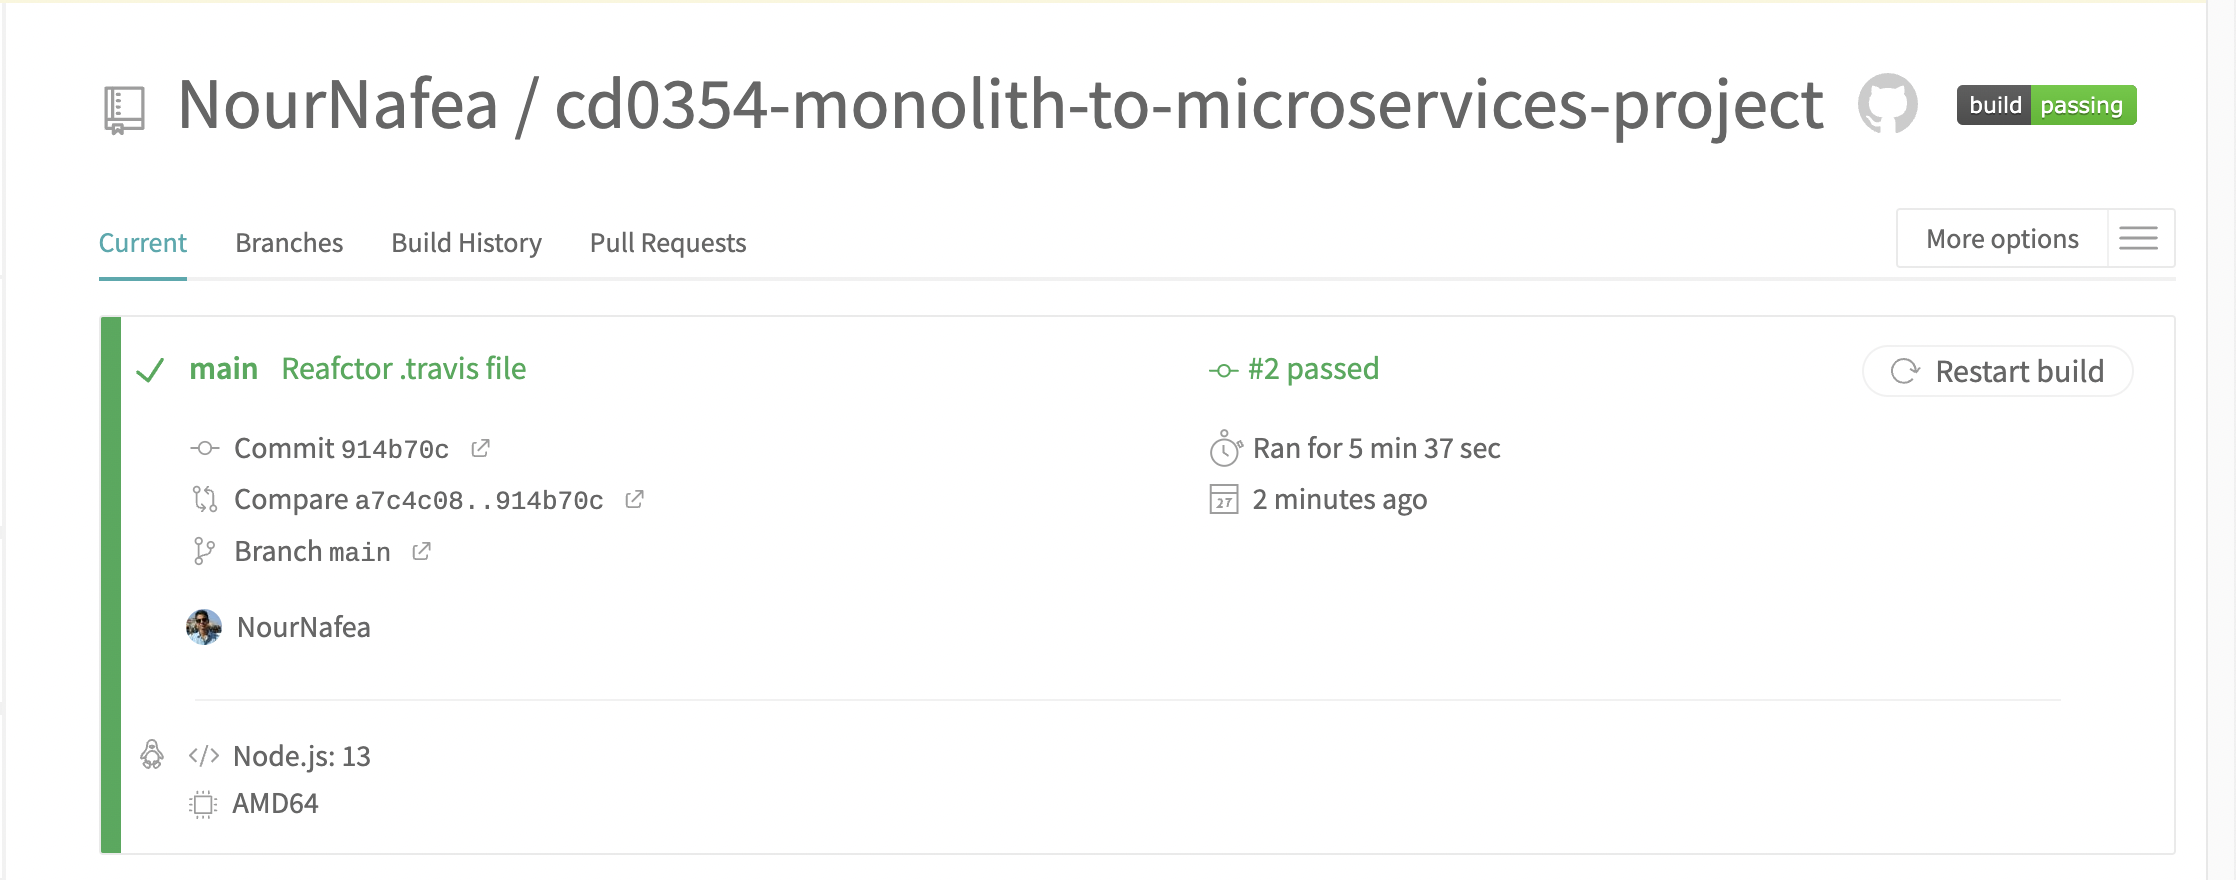 NourNafea / cd0354-monolith-to-microservices-project build passing
Current Branches Build History Pull Requests More options
main Reafctor .travis file #2 passed Restart build
Commit 914b70c Ran for 5 min 37 sec
Compare a7c4c08..914b70c 27 2 minutes ago
Branch main
NourNafea
</> Node.js: 13
AMD64